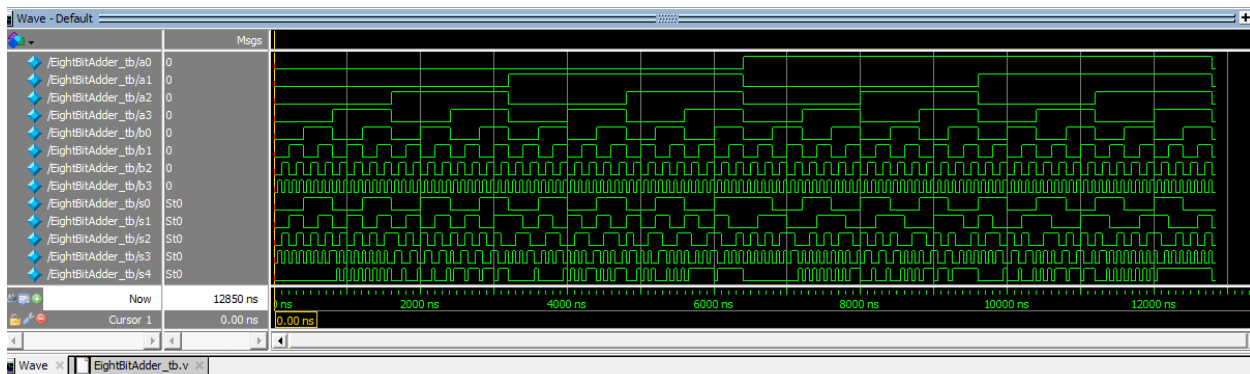 Wave - Default
Msgs
/EightBitAdder_tb/a0 0
/EightBitAdder_tb/a1 0
/EightBitAdder_tb/a2 0
/EightBitAdder_tb/a3 0
/EightBitAdder_tb/b0 0
/EightBitAdder_tb/b1 0
/EightBitAdder_tb/b2 0
/EightBitAdder_tb/b3 0
/EightBitAdder_tb/s0 St0
/EightBitAdder_tb/s1 St0
/EightBitAdder_tb/s2 St0
/EightBitAdder_tb/s3 St0
/EightBitAdder_tb/s4 St0
Now 12850 ns ns 2000 ns 4000 ns 6000 ns 8000 ns 10000 ns 12000 ns
Cursor 1 0.00 ns 0.00 ns
Wave EightBitAdder_tb.v